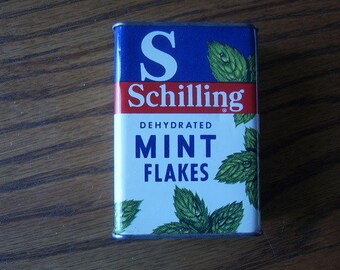 S
Schilling
DEHYDRATED
MINT
FLAKES